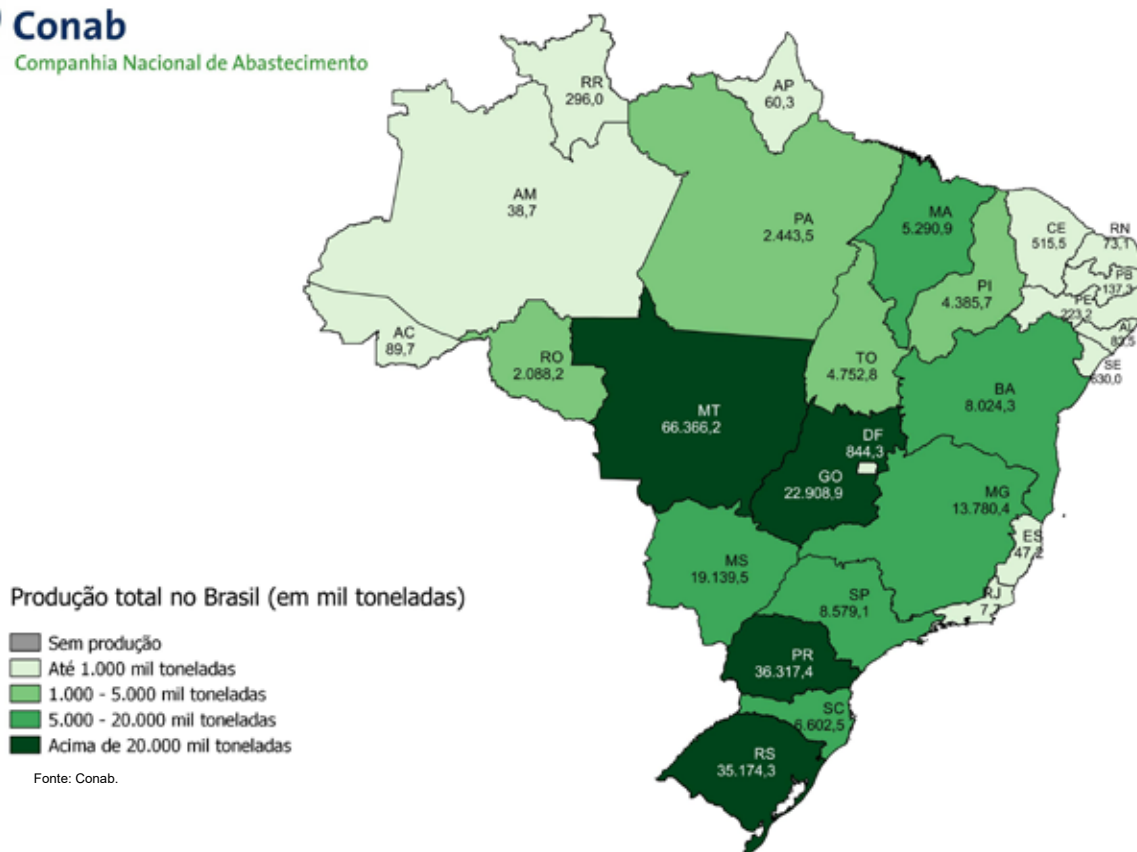 Conab
Companhia Nacional de Abastecimento
RR
296,0
AP
60,3
AM
38,7
PA
2.443,5
MA
5.290,9
CE
515,5
RN
73,1
PB
137,3
PI
4.385,7
PE
223,2
AL
83,5
SE
630,0
AC
89,7
RO
2.088,2
TO
4.752,8
BA
8.024,3
MT
66.366,2
DF
844,3
GO
22.908,9
MG
13.780,4
ES
47,2
MS
19.139,5
SP
8.579,1
RJ
7,7
PR
36.317,4
SC
6.602,5
RS
35.174,3
Produção total no Brasil (em mil toneladas)
Sem produção
Até 1.000 mil toneladas
1.000 - 5.000 mil toneladas
5.000 - 20.000 mil toneladas
Acima de 20.000 mil toneladas
Fonte: Conab.